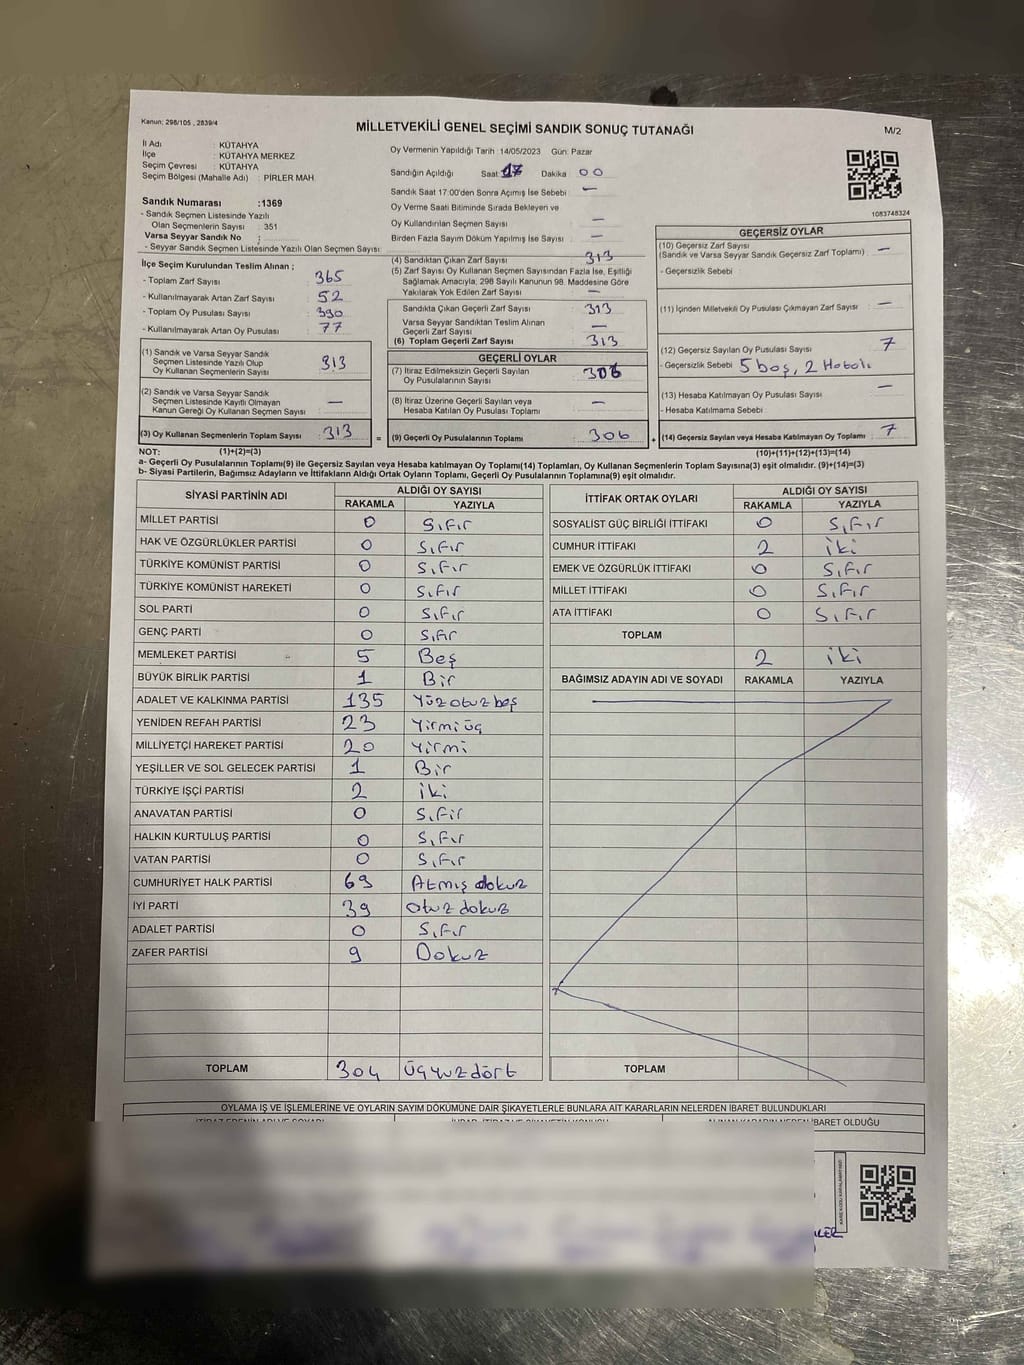 Kanun: 298/105 , 2839/4
MİLLETVEKİLİ GENEL SEÇİMİ SANDIK SONUÇ TUTANAĞI
M/2
İl Adı : KÜTAHYA
İlçe : KÜTAHYA MERKEZ
Seçim Çevresi : KÜTAHYA
Seçim Bölgesi (Mahalle Adı) : PİRLER MAH.
Oy Vermenin Yapıldığı Tarih 14/05/2023 Gün: Pazar
Sandığın Açıldığı Saat 17 Dakika 00
Sandık Saat 17:00'den Sonra Açımış İse Sebebi —
Oy Verme Saati Bitiminde Sırada Bekleyen ve
Oy Kullandırılan Seçmen Sayısı —
Birden Fazla Sayım Döküm Yapılmış İse Sayısı —
1083748324
Sandık Numarası :1369
- Sandık Seçmen Listesinde Yazılı
Olan Seçmenlerin Sayısı : 351
Varsa Seyyar Sandık No :
- Seyyar Sandık Seçmen Listesinde Yazılı Olan Seçmen Sayısı:
İlçe Seçim Kurulundan Teslim Alınan ;
- Toplam Zarf Sayısı 365
- Kullanılmayarak Artan Zarf Sayısı 52
- Toplam Oy Pusulası Sayısı 390
- Kullanılmayarak Artan Oy Pusulası 77
(1) Sandık ve Varsa Seyyar Sandık
Seçmen Listesinde Yazılı Olup
Oy Kullanan Seçmenlerin Sayısı 313
(2) Sandık ve Varsa Seyyar Sandık
Seçmen Listesinde Kayıtlı Olmayan
Kanun Gereği Oy Kullanan Seçmen Sayısı —
(3) Oy Kullanan Seçmenlerin Toplam Sayısı 313 =
(4) Sandıktan Çıkan Zarf Sayısı 313
(5) Zarf Sayısı Oy Kullanan Seçmen Sayısından Fazla İse, Eşitliği
Sağlamak Amacıyla, 298 Sayılı Kanunun 98. Maddesine Göre
Yakılarak Yok Edilen Zarf Sayısı —
Sandıkta Çıkan Geçerli Zarf Sayısı 313
Varsa Seyyar Sandıktan Teslim Alınan
Geçerli Zarf Sayısı —
(6) Toplam Geçerli Zarf Sayısı 313
GEÇERLİ OYLAR
(7) İtiraz Edilmeksizin Geçerli Sayılan
Oy Pusulalarının Sayısı 306
(8) İtiraz Üzerine Geçerli Sayılan veya
Hesaba Katılan Oy Pusulası Toplamı —
(9) Geçerli Oy Pusulalarının Toplamı 306 +
GEÇERSİZ OYLAR
(10) Geçersiz Zarf Sayısı —
(Sandık ve Varsa Seyyar Sandık Geçersiz Zarf Toplamı)
- Geçersizlik Sebebi
(11) İçinden Milletvekili Oy Pusulası Çıkmayan Zarf Sayısı —
(12) Geçersiz Sayılan Oy Pusulası Sayısı 7
- Geçersizlik Sebebi 5 boş, 2 Hatalı
(13) Hesaba Katılmayan Oy Pusulası Sayısı —
- Hesaba Katılmama Sebebi
(14) Geçersiz Sayılan veya Hesaba Katılmayan Oy Toplamı 7
NOT: (1)+(2)=(3) (10)+(11)+(12)+(13)=(14)
a- Geçerli Oy Pusulalarının Toplamı(9) ile Geçersiz Sayılan veya Hesaba katılmayan Oy Toplamı(14) Toplamları, Oy Kullanan Seçmenlerin Toplam Sayısına(3) eşit olmalıdır. (9)+(14)=(3)
b- Siyasi Partilerin, Bağımsız Adayların ve İttifakların Aldığı Oyların Toplamı, Geçerli Oy Pusulalarının Toplamına(9) eşit olmalıdır.
SİYASİ PARTİNİN ADI ALDIĞI OY SAYISI
RAKAMLA YAZIYLA
MİLLET PARTİSİ 0 Sıfır
HAK VE ÖZGÜRLÜKLER PARTİSİ 0 Sıfır
TÜRKİYE KOMÜNİST PARTİSİ 0 Sıfır
TÜRKİYE KOMÜNİST HAREKETİ 0 Sıfır
SOL PARTİ 0 Sıfır
GENÇ PARTİ 0 Sıfır
MEMLEKET PARTİSİ 5 Beş
BÜYÜK BİRLİK PARTİSİ 1 Bir
ADALET VE KALKINMA PARTİSİ 135 Yüzotuzbeş
YENİDEN REFAH PARTİSİ 23 Yirmiüç
MİLLİYETÇİ HAREKET PARTİSİ 20 Yirmi
YEŞİLLER VE SOL GELECEK PARTİSİ 1 Bir
TÜRKİYE İŞÇİ PARTİSİ 2 iki
ANAVATAN PARTİSİ 0 Sıfır
HALKIN KURTULUŞ PARTİSİ 0 Sıfır
VATAN PARTİSİ 0 Sıfır
CUMHURİYET HALK PARTİSİ 69 Atmış dokuz
İYİ PARTİ 39 otuz dokuz
ADALET PARTİSİ 0 Sıfır
ZAFER PARTİSİ 9 Dokuz
TOPLAM 304 Üçyüzdört
İTTİFAK ORTAK OYLARI ALDIĞI OY SAYISI
RAKAMLA YAZIYLA
SOSYALİST GÜÇ BİRLİĞİ İTTİFAKI 0 Sıfır
CUMHUR İTTİFAKI 2 iki
EMEK VE ÖZGÜRLÜK İTTİFAKI 0 Sıfır
MİLLET İTTİFAKI 0 Sıfır
ATA İTTİFAKI 0 Sıfır
TOPLAM
2 iki
BAĞIMSIZ ADAYIN ADI VE SOYADI RAKAMLA YAZIYLA
TOPLAM
OYLAMA İŞ VE İŞLEMLERİNE VE OYLARIN SAYIM DÖKÜMÜNE DAİR ŞİKAYETLERLE BUNLARA AİT KARARLARIN NELERDEN İBARET BULUNDUKLARI
İBARET OLDUĞU